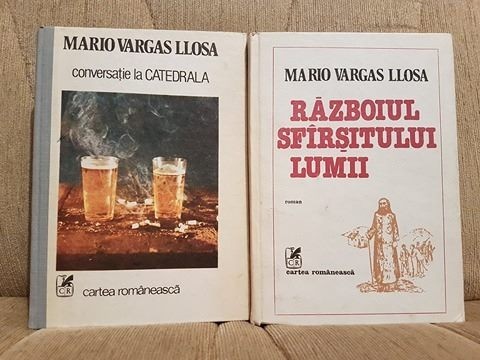 MARIO VARGAS LLOSA
conversație la CATEDRALA
CR
cartea românească
MARIO VARGAS LLOSA
RĂZBOIUL
SFÎRȘITULUI
LUMII
roman
CR
cartea românească